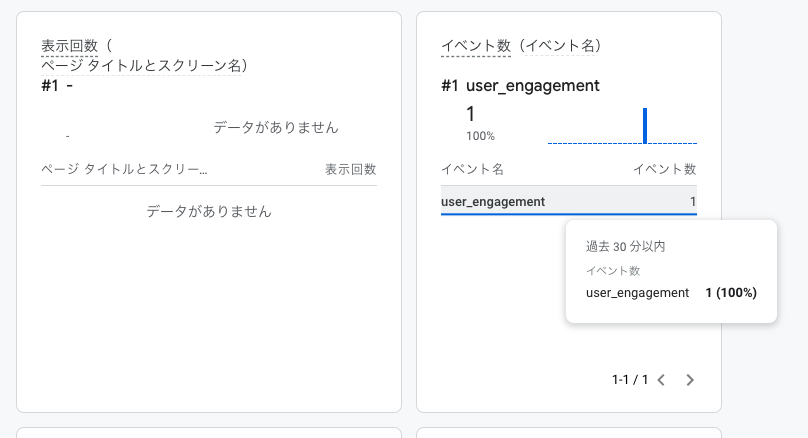 表示回数（
ページ タイトルとスクリーン名）
#1 -
-
データがありません
ページ タイトルとスクリー... 表示回数
データがありません
イベント数（イベント名）
#1 user_engagement
1
100%
イベント名 イベント数
user_engagement 1
過去 30 分以内
イベント数
user_engagement 1 (100%)
1-1 / 1